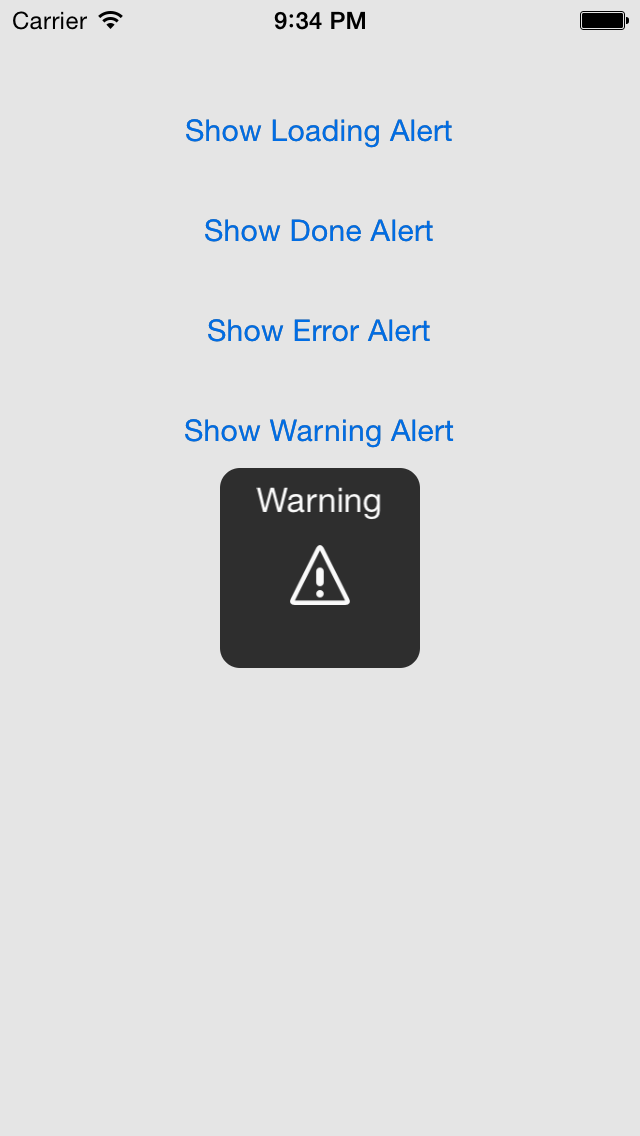 Carrier 9:34 PM
Show Loading Alert
Show Done Alert
Show Error Alert
Show Warning Alert
Warning